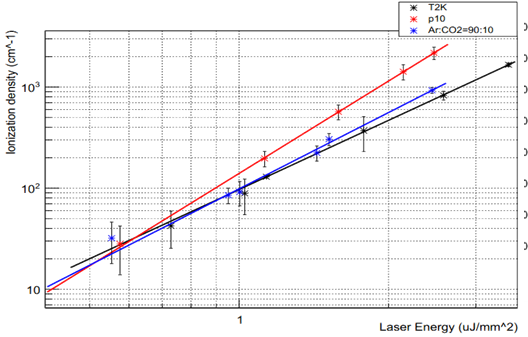 T2K
p10
Ar:CO2=90:10
Ionization density (cm^-1)
10^3
10^2
10
1
Laser Energy (uJ/mm^2)